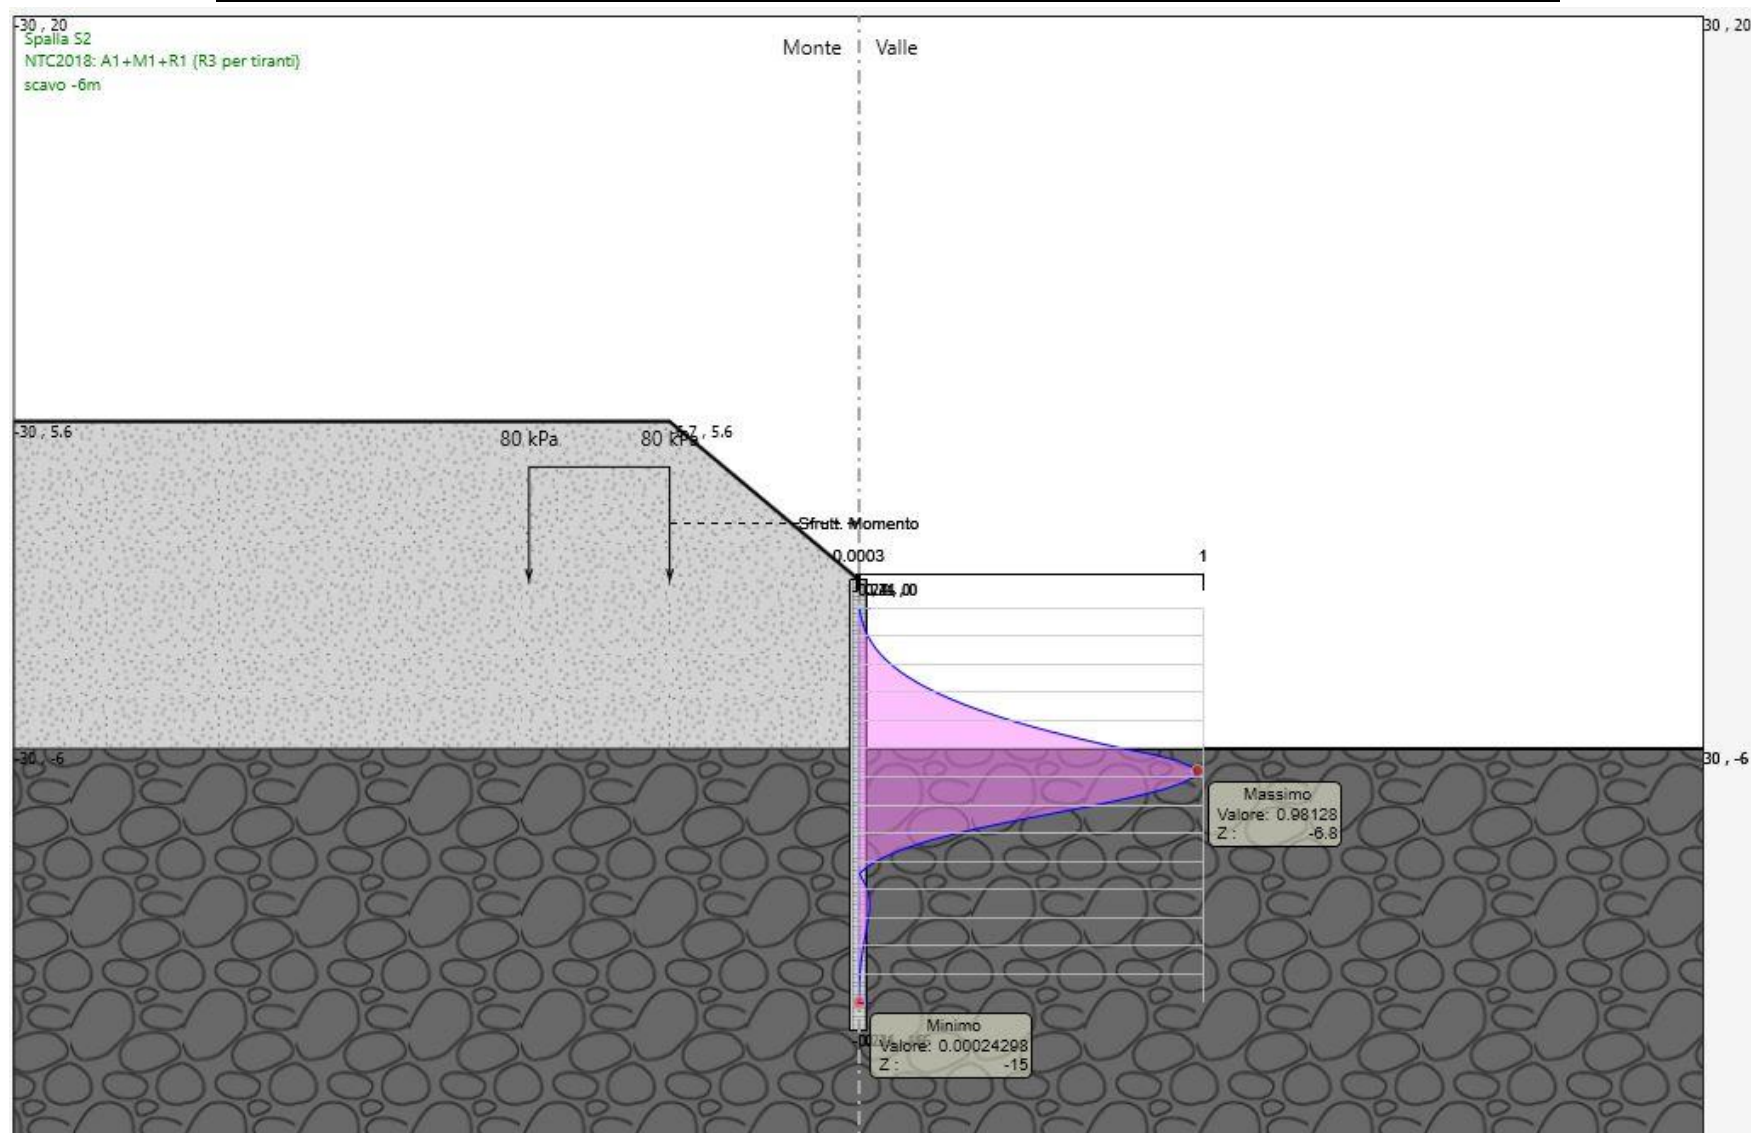 -30 , 20
30 , 20
Spalla S2
NTC2018: A1+M1+R1 (R3 per tiranti)
scavo -6m
Monte
Valle
-30 , 5.6
, 5.6
80 kPa
80 kPa
Sfrutt. Momento
0.0003
1
-30 , -6
30 , -6
Massimo
Valore: 0.98128
Z : -6.8
Minimo
Valore: 0.00024298
Z : -15